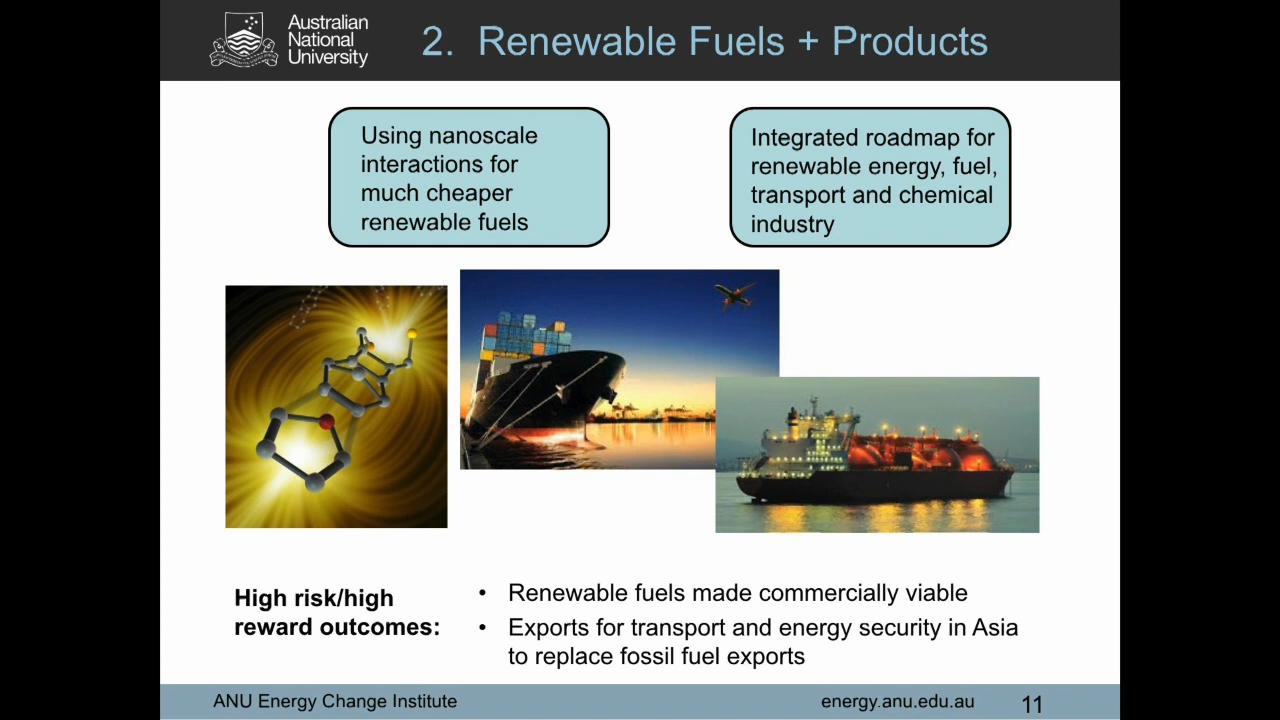 Australian
National
University
2. Renewable Fuels + Products
Using nanoscale
interactions for
much cheaper
renewable fuels
Integrated roadmap for
renewable energy, fuel,
transport and chemical
industry
High risk/high
reward outcomes:
• Renewable fuels made commercially viable
• Exports for transport and energy security in Asia
to replace fossil fuel exports
ANU Energy Change Institute
energy.anu.edu.au
11